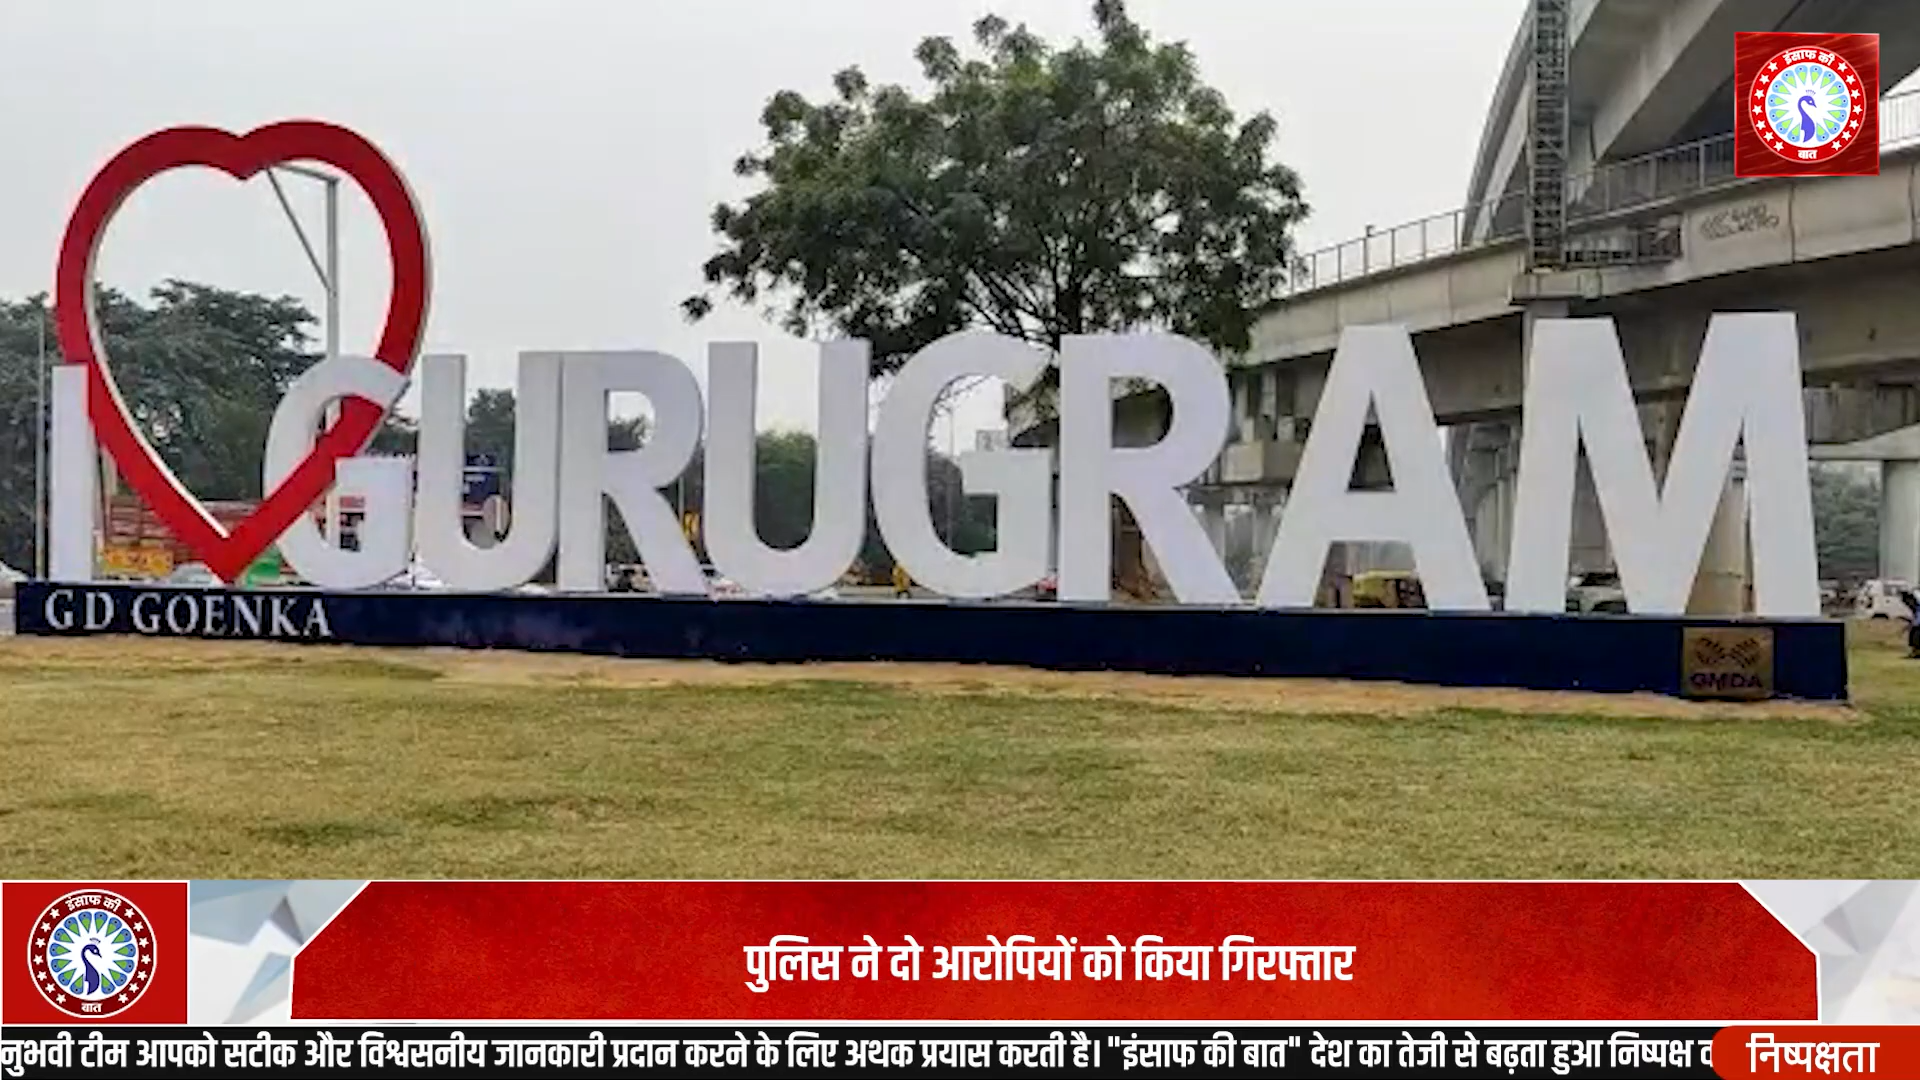 इंसाफ की
बात
I GURUGRAM
GD GOENKA
GMDA
इंसाफ की
बात
पुलिस ने दो आरोपियों को किया गिरफ्तार
नुभवी टीम आपको सटीक और विश्वसनीय जानकारी प्रदान करने के लिए अथक प्रयास करती है। "इंसाफ की बात" देश का तेजी से बढ़ता हुआ निष्पक्ष
निष्पक्षता